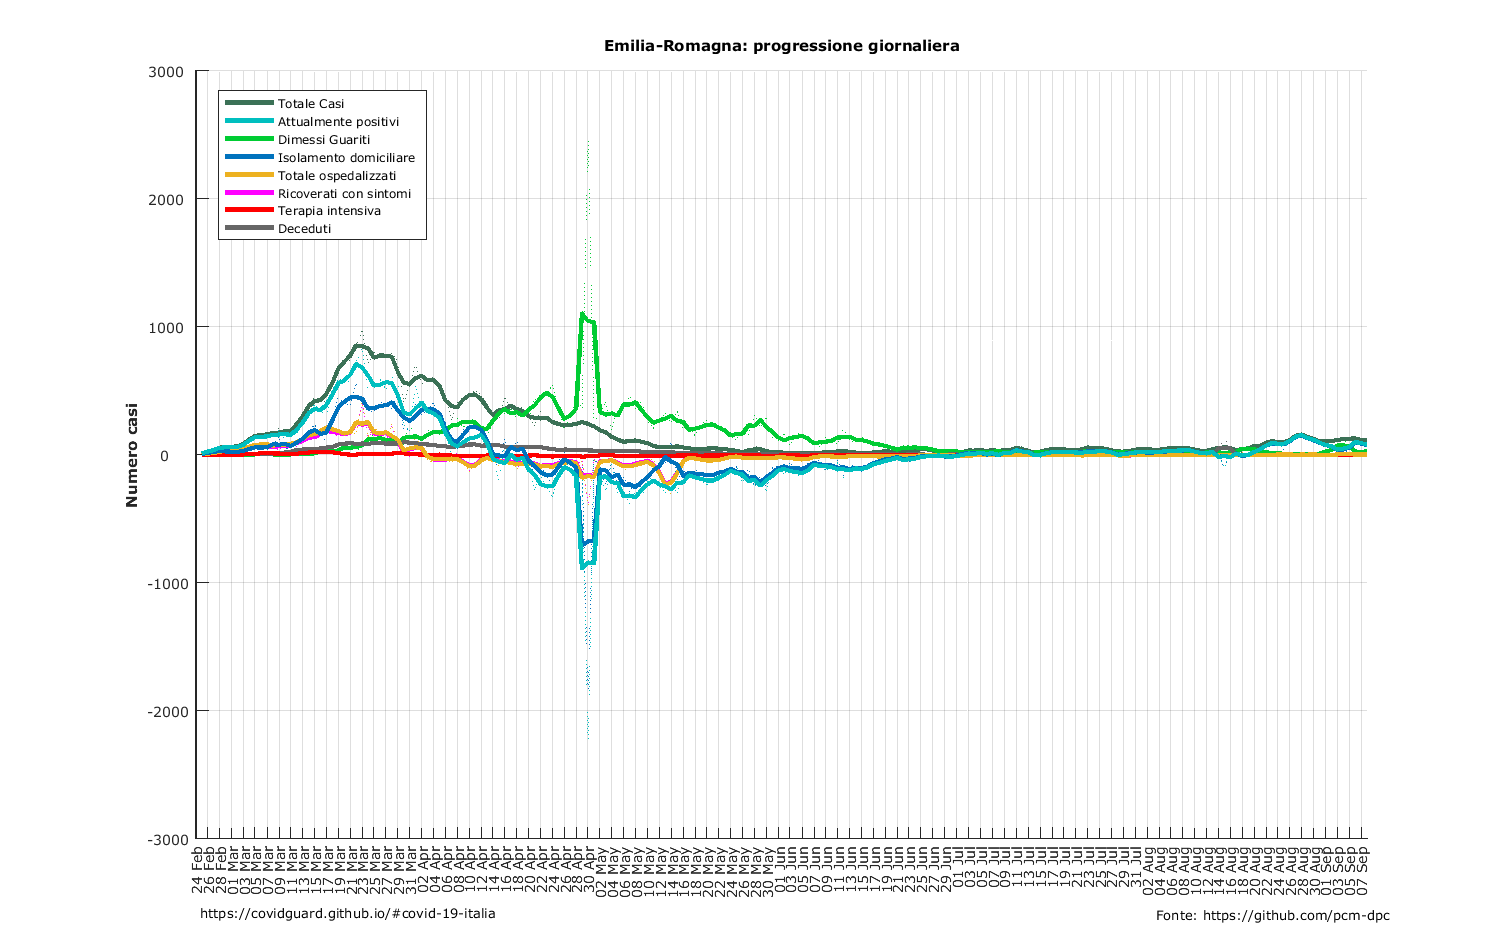 Emilia-Romagna: progressione giornaliera
3000
2000
1000
0
-1000
-2000
-3000
Numero casi
Totale Casi
Attualmente positivi
Dimessi Guariti
Isolamento domiciliare
Totale ospedalizzati
Ricoverati con sintomi
Terapia intensiva
Deceduti
24 Feb
26 Feb
28 Feb
01 Mar
03 Mar
05 Mar
07 Mar
09 Mar
11 Mar
13 Mar
15 Mar
17 Mar
19 Mar
21 Mar
23 Mar
25 Mar
27 Mar
29 Mar
31 Mar
02 Apr
04 Apr
06 Apr
08 Apr
10 Apr
12 Apr
14 Apr
16 Apr
18 Apr
20 Apr
22 Apr
24 Apr
26 Apr
28 Apr
30 Apr
02 May
04 May
06 May
08 May
10 May
12 May
14 May
16 May
18 May
20 May
22 May
24 May
26 May
28 May
30 May
01 Jun
03 Jun
05 Jun
07 Jun
09 Jun
11 Jun
13 Jun
15 Jun
17 Jun
19 Jun
21 Jun
23 Jun
25 Jun
27 Jun
29 Jun
01 Jul
03 Jul
05 Jul
07 Jul
09 Jul
11 Jul
13 Jul
15 Jul
17 Jul
19 Jul
21 Jul
23 Jul
25 Jul
27 Jul
29 Jul
31 Jul
02 Aug
04 Aug
06 Aug
08 Aug
10 Aug
12 Aug
14 Aug
16 Aug
18 Aug
20 Aug
22 Aug
24 Aug
26 Aug
28 Aug
30 Aug
01 Sep
03 Sep
05 Sep
07 Sep
https://covidguard.github.io/#covid-19-italia
Fonte: https://github.com/pcm-dpc